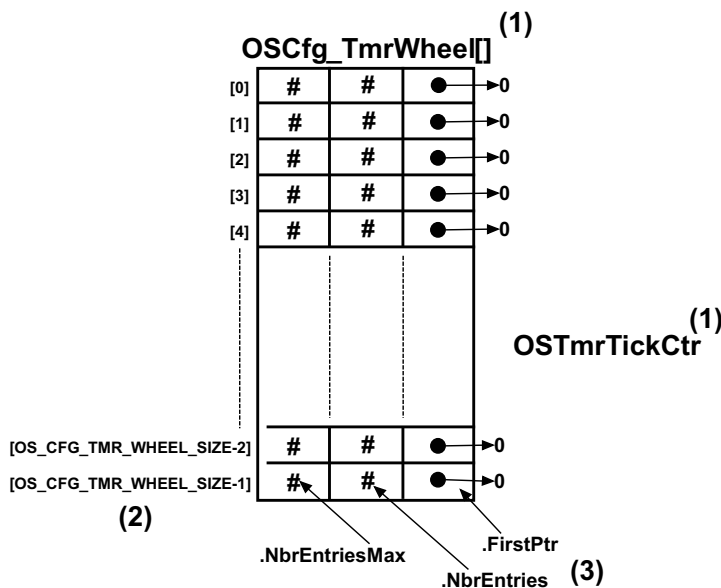 (1)
OSCfg_TmrWheel[]
[0] # # 0
[1] # # 0
[2] # # 0
[3] # # 0
[4] # # 0
(1)
OSTmrTickCtr
[OS_CFG_TMR_WHEEL_SIZE-2] # # 0
[OS_CFG_TMR_WHEEL_SIZE-1] # # 0
(2)
.FirstPtr
.NbrEntriesMax
.NbrEntries (3)